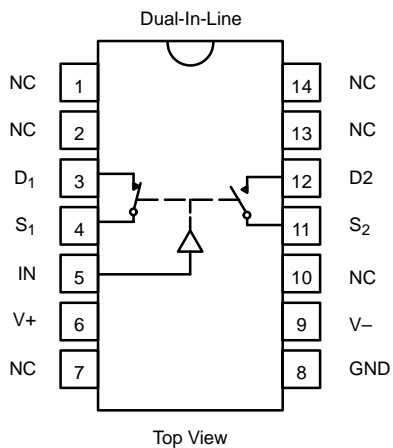 Dual-In-Line
NC 1 14 NC
NC 2 13 NC
D1 3 12 D2
S1 4 11 S2
IN 5 10 NC
V+ 6 9 V–
NC 7 8 GND
Top View